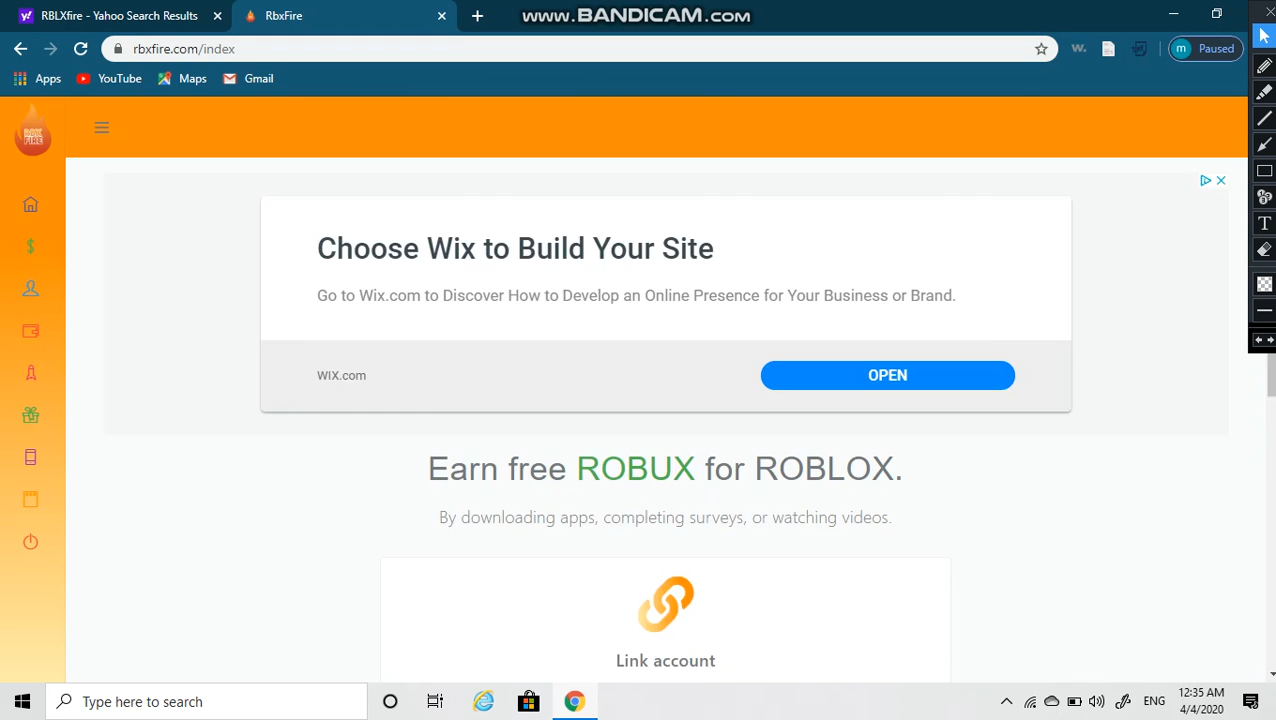 www.BANDICAM.com
RBLXfire - Yahoo Search Results
RbxFire
rbxfire.com/index
W.
m
Paused
Apps
YouTube
Maps
Gmail
RBX
FIRE
Choose Wix to Build Your Site
Go to Wix.com to Discover How to Develop an Online Presence for Your Business or Brand.
WIX.com
OPEN
Earn free ROBUX for ROBLOX.
By downloading apps, completing surveys, or watching videos.
Link account
Type here to search
ENG
12:35 AM
4/4/2020